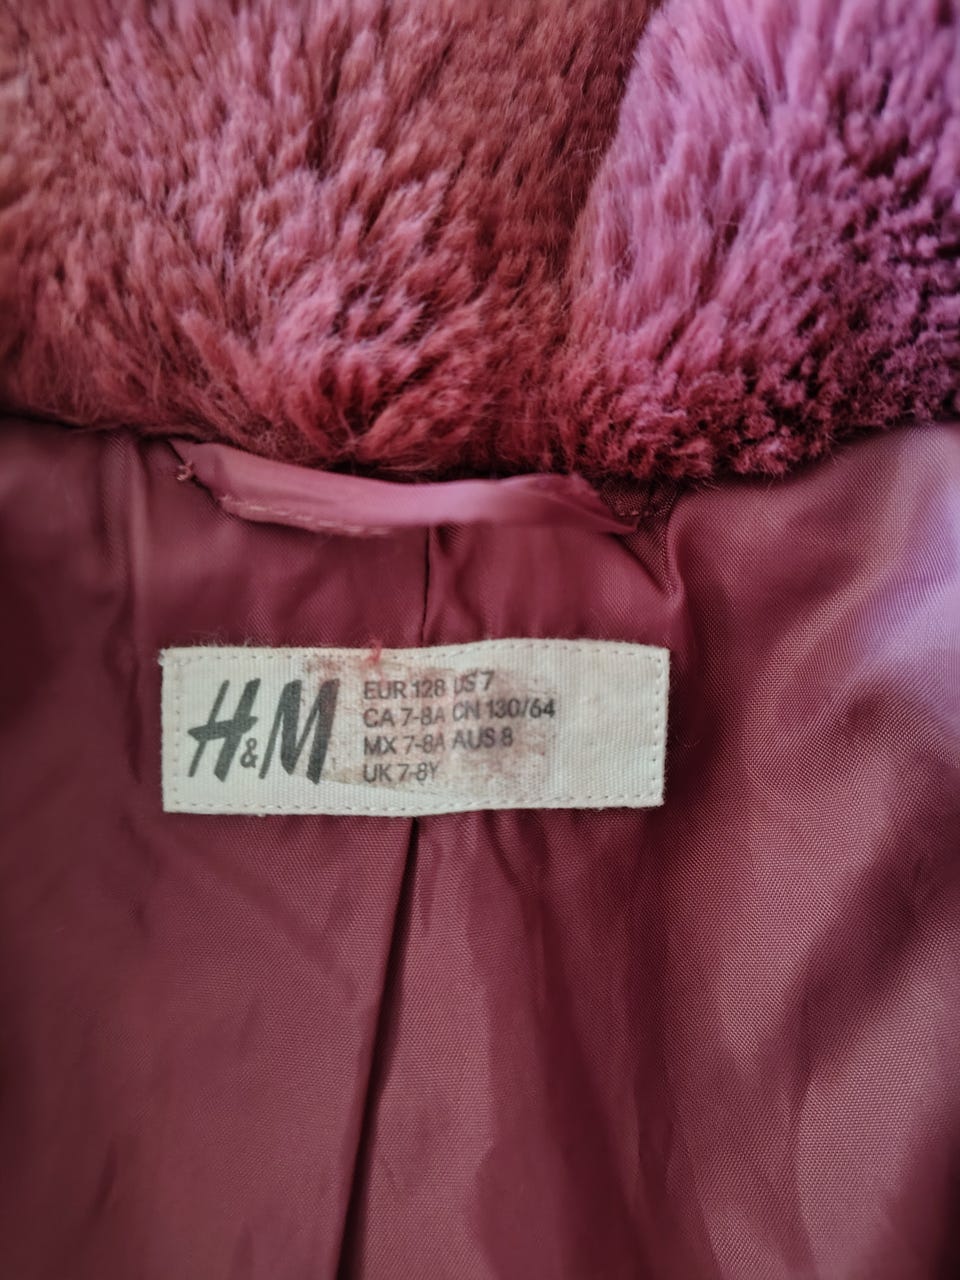 H&M
EUR 128 US 7
CA 7-8A CN 130/64
MX 7-8A AUS 8
UK 7-8Y